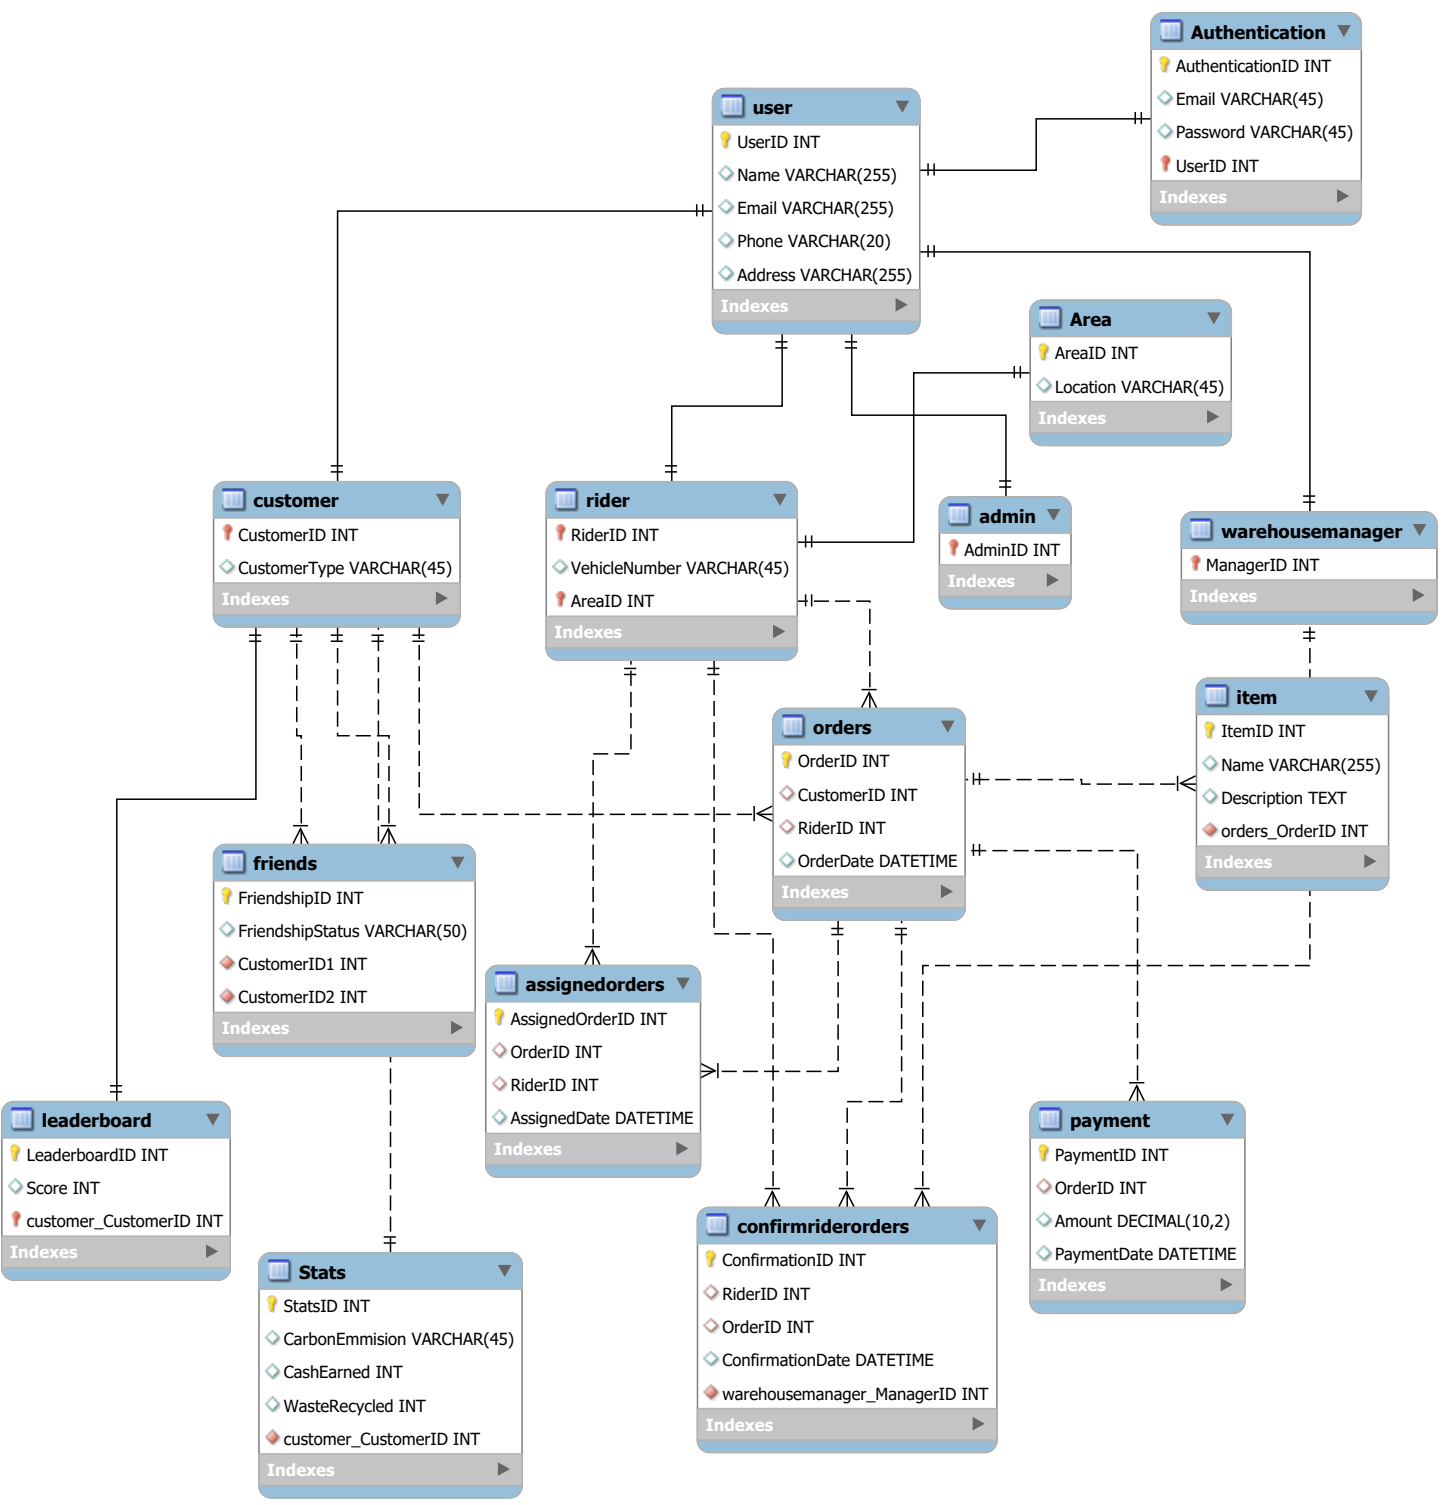 Authentication
AuthenticationID INT
Email VARCHAR(45)
Password VARCHAR(45)
UserID INT
Indexes
user
UserID INT
Name VARCHAR(255)
Email VARCHAR(255)
Phone VARCHAR(20)
Address VARCHAR(255)
Indexes
Area
AreaID INT
Location VARCHAR(45)
Indexes
customer
CustomerID INT
CustomerType VARCHAR(45)
Indexes
rider
RiderID INT
VehicleNumber VARCHAR(45)
AreaID INT
Indexes
admin
AdminID INT
Indexes
warehousemanager
ManagerID INT
Indexes
item
ItemID INT
Name VARCHAR(255)
Description TEXT
orders_OrderID INT
Indexes
orders
OrderID INT
CustomerID INT
RiderID INT
OrderDate DATETIME
Indexes
friends
FriendshipID INT
FriendshipStatus VARCHAR(50)
CustomerID1 INT
CustomerID2 INT
Indexes
assignedorders
AssignedOrderID INT
OrderID INT
RiderID INT
AssignedDate DATETIME
Indexes
leaderboard
LeaderboardID INT
Score INT
customer_CustomerID INT
Indexes
payment
PaymentID INT
OrderID INT
Amount DECIMAL(10,2)
PaymentDate DATETIME
Indexes
confirmriderorders
ConfirmationID INT
RiderID INT
OrderID INT
ConfirmationDate DATETIME
warehousemanager_ManagerID INT
Indexes
Stats
StatsID INT
CarbonEmmision VARCHAR(45)
CashEarned INT
WasteRecycled INT
customer_CustomerID INT
Indexes